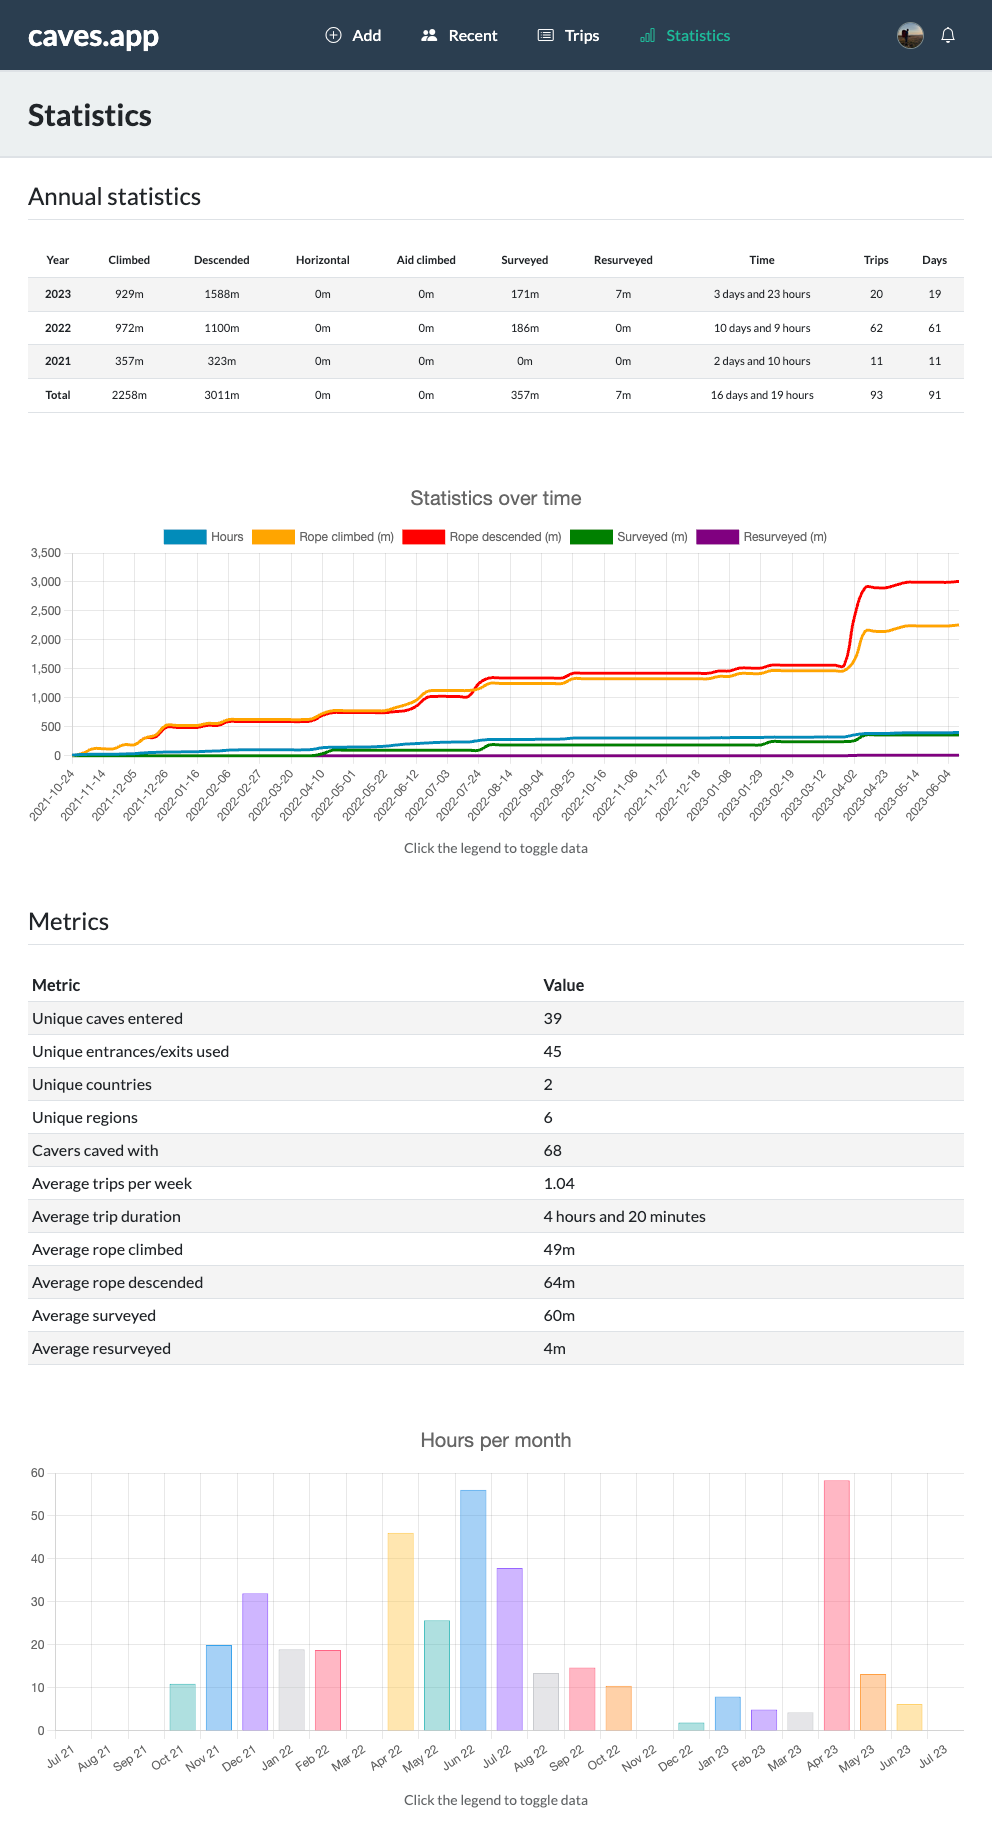 caves.app Add Recent Trips Statistics
Statistics
Annual statistics
Year Climbed Descended Horizontal Aid climbed Surveyed Resurveyed Time Trips Days
2023 929m 1588m 0m 0m 171m 7m 3 days and 23 hours 20 19
2022 972m 1100m 0m 0m 186m 0m 10 days and 9 hours 62 61
2021 357m 323m 0m 0m 0m 0m 2 days and 10 hours 11 11
Total 2258m 3011m 0m 0m 357m 7m 16 days and 19 hours 93 91
Statistics over time
Hours Rope climbed (m) Rope descended (m) Surveyed (m) Resurveyed (m)
3,500
3,000
2,500
2,000
1,500
1,000
500
0
2021-10-24 2021-11-14 2021-12-05 2021-12-26 2022-01-16 2022-02-06 2022-02-27 2022-03-20 2022-04-10 2022-05-01 2022-05-22 2022-06-12 2022-07-03 2022-07-24 2022-08-14 2022-09-04 2022-09-25 2022-10-16 2022-11-06 2022-11-27 2022-12-18 2023-01-08 2023-01-29 2023-02-19 2023-03-12 2023-04-02 2023-04-23 2023-05-14 2023-06-04
Click the legend to toggle data
Metrics
Metric Value
Unique caves entered 39
Unique entrances/exits used 45
Unique countries 2
Unique regions 6
Cavers caved with 68
Average trips per week 1.04
Average trip duration 4 hours and 20 minutes
Average rope climbed 49m
Average rope descended 64m
Average surveyed 60m
Average resurveyed 4m
Hours per month
60
50
40
30
20
10
0
Jul 21 Aug 21 Sep 21 Oct 21 Nov 21 Dec 21 Jan 22 Feb 22 Mar 22 Apr 22 May 22 Jun 22 Jul 22 Aug 22 Sep 22 Oct 22 Nov 22 Dec 22 Jan 23 Feb 23 Mar 23 Apr 23 May 23 Jun 23 Jul 23
Click the legend to toggle data